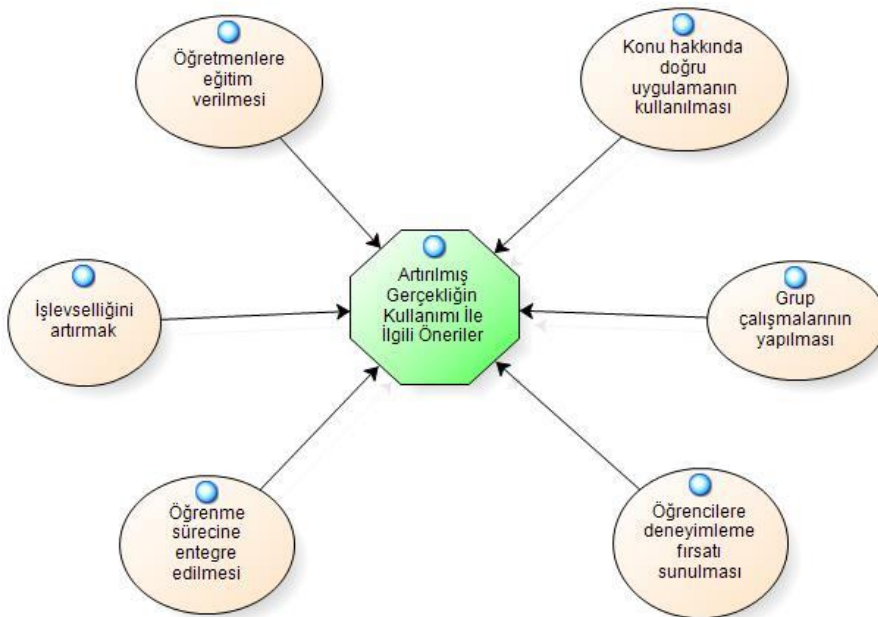 Öğretmenlere
eğitim
verilmesi
Konu hakkında
doğru
uygulamanın
kullanılması
Artırılmış
Gerçekliğin
Kullanımı İle
İlgili Öneriler
İşlevselliğini
artırmak
Grup
çalışmalarının
yapılması
Öğrenme
sürecine
entegre
edilmesi
Öğrencilere
deneyimleme
fırsatı
sunulması